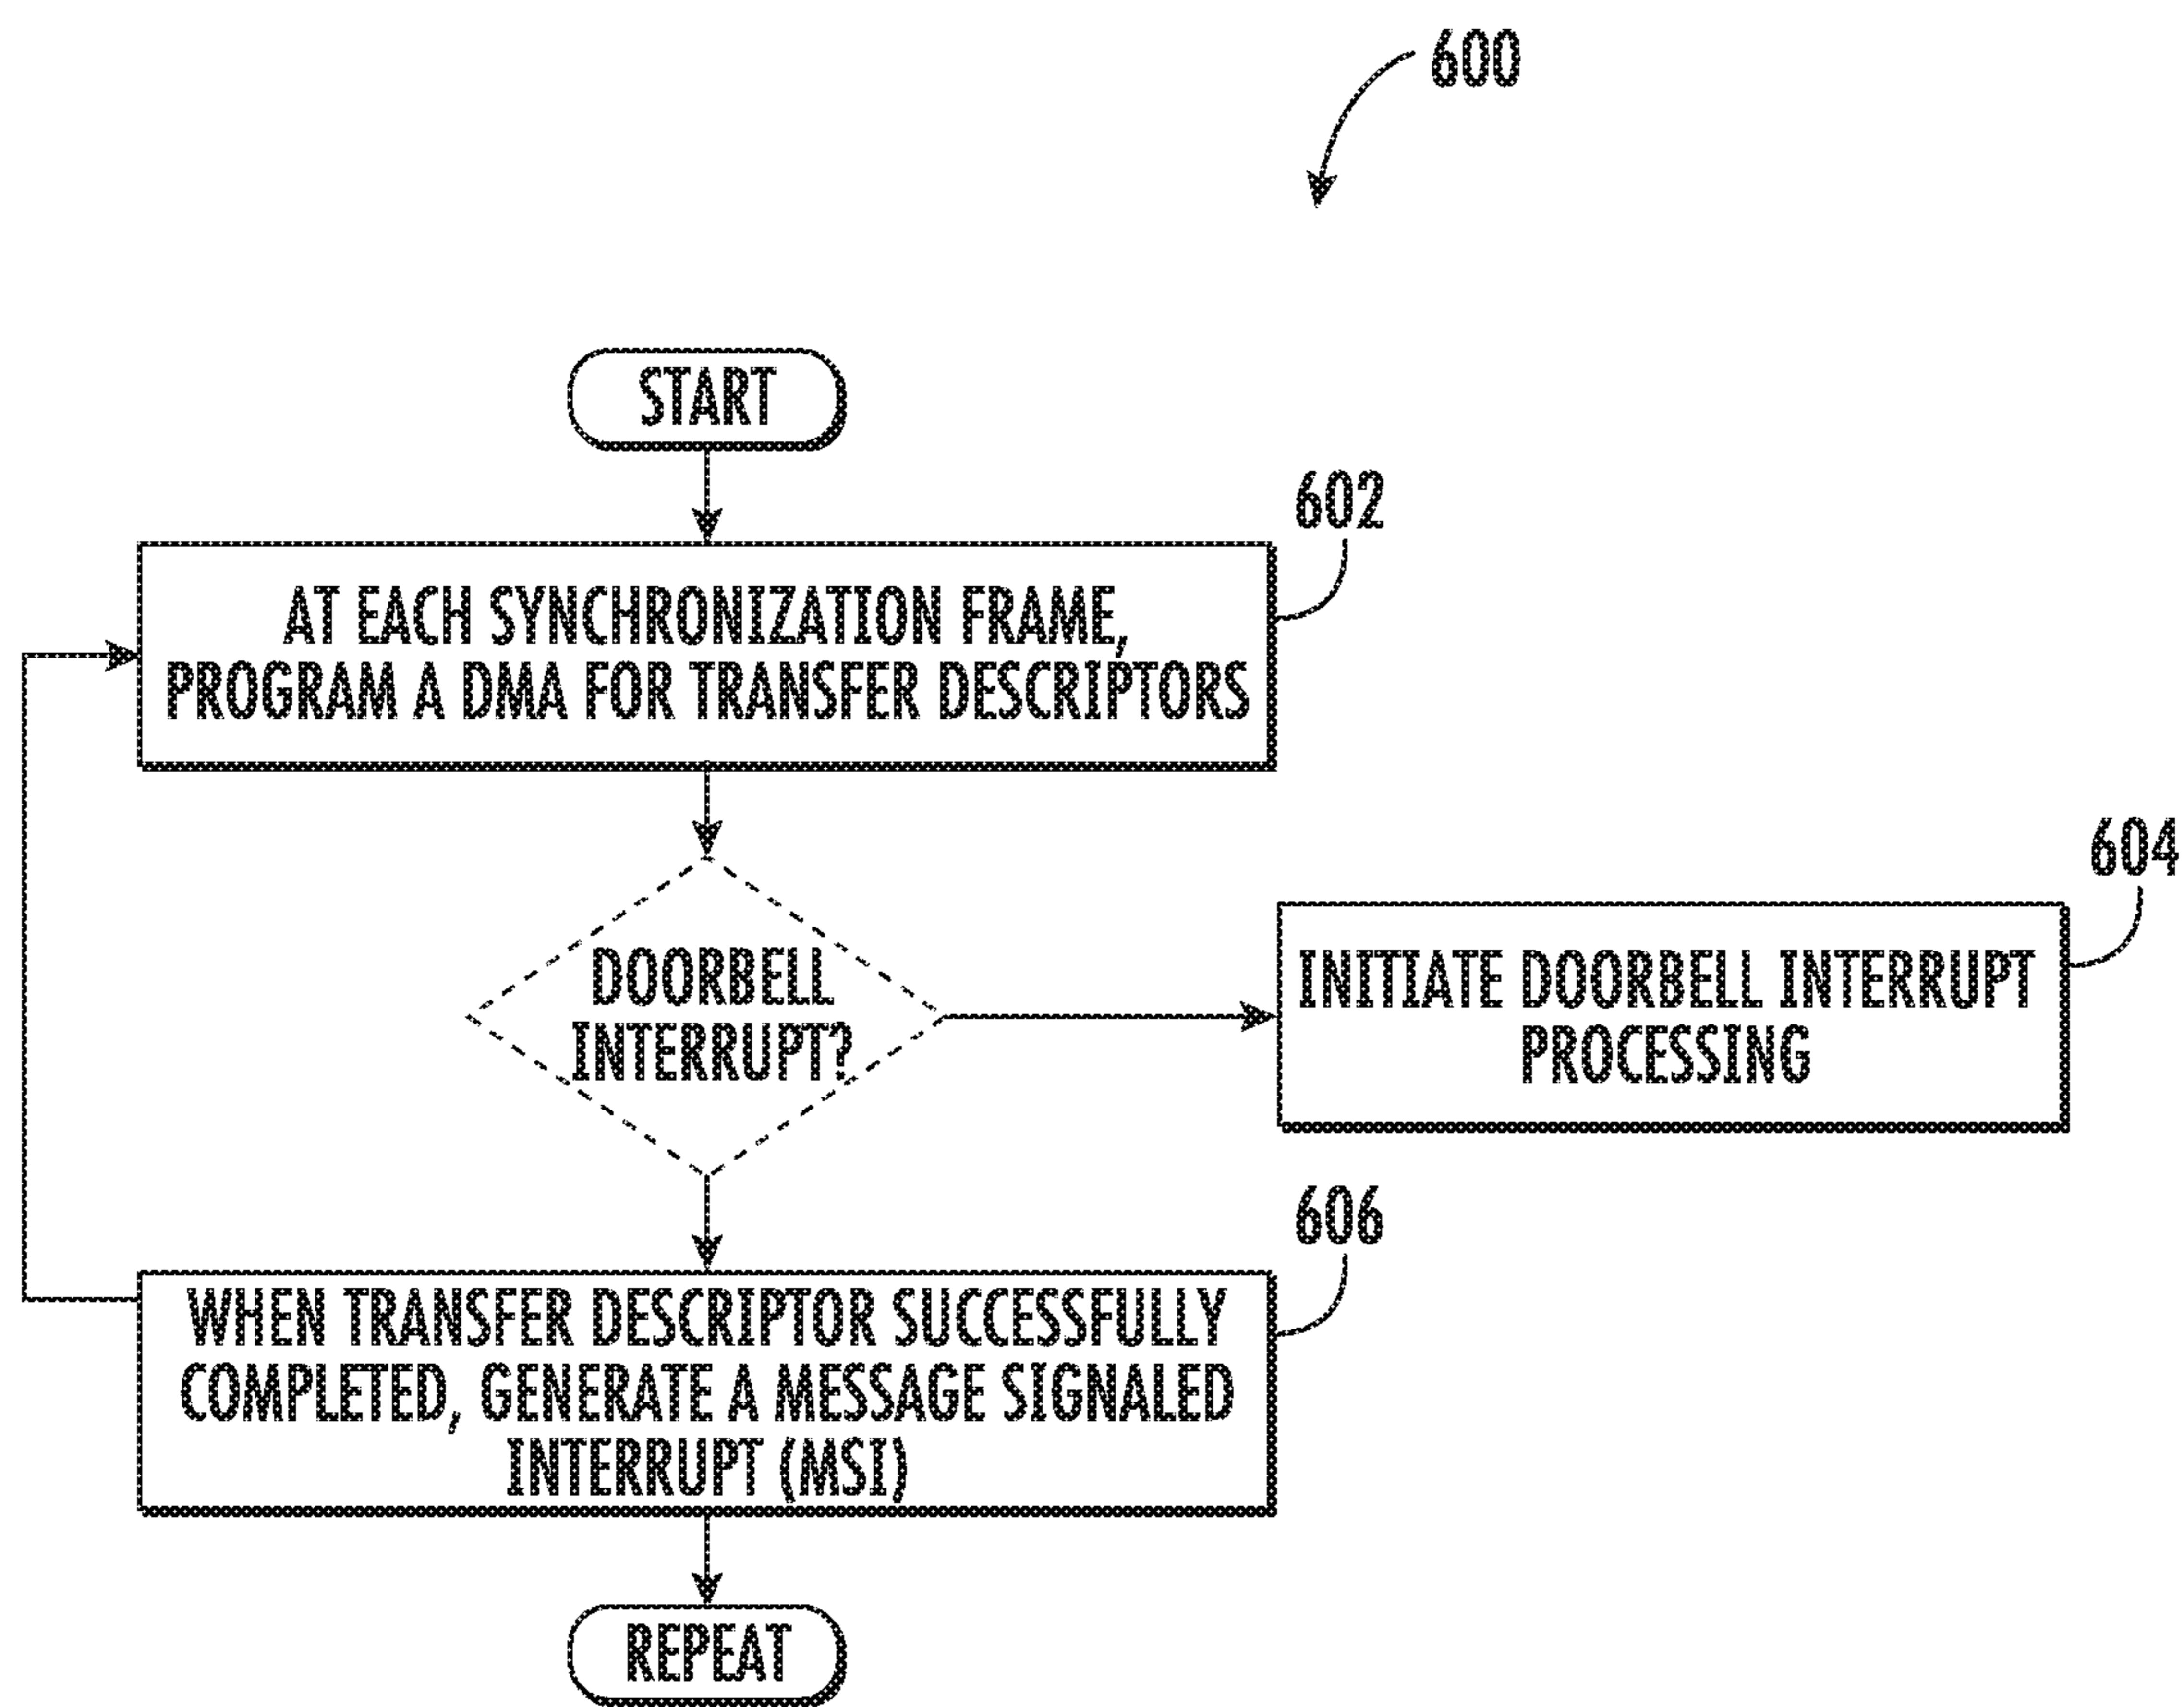 600
START
602
AT EACH SYNCHRONIZATION FRAME,
PROGRAM A DMA FOR TRANSFER DESCRIPTORS
604
DOORBELL
INTERRUPT?
INITIATE DOORBELL INTERRUPT
PROCESSING
606
WHEN TRANSFER DESCRIPTOR SUCCESSFULLY
COMPLETED, GENERATE A MESSAGE SIGNALED
INTERRUPT (MSI)
REPEAT